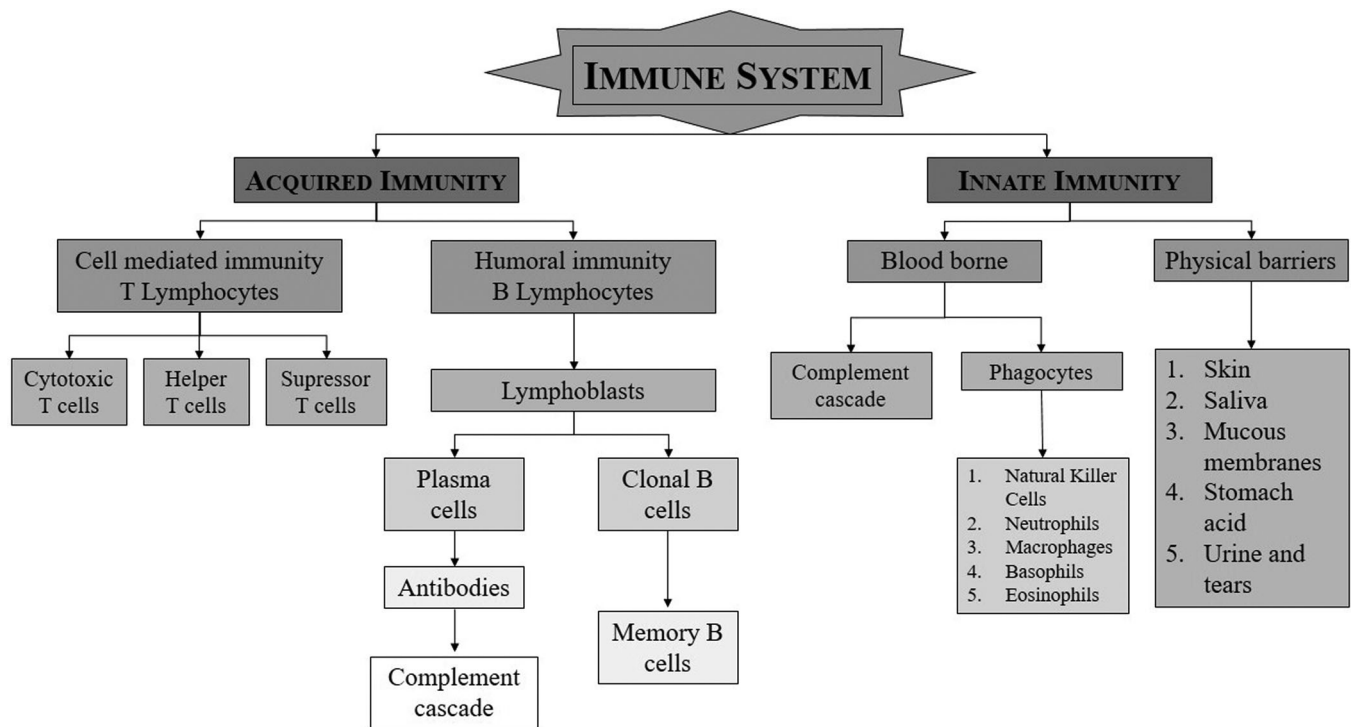 IMMUNE SYSTEM
ACQUIRED IMMUNITY
INNATE IMMUNITY
Cell mediated immunity
T Lymphocytes
Humoral immunity
B Lymphocytes
Blood borne
Physical barriers
Cytotoxic
T cells
Helper
T cells
Supressor
T cells
Lymphoblasts
Complement
cascade
Phagocytes
1. Skin
2. Saliva
3. Mucous
membranes
4. Stomach
acid
5. Urine and
tears
Plasma
cells
Clonal B
cells
1. Natural Killer
Cells
2. Neutrophils
3. Macrophages
4. Basophils
5. Eosinophils
Antibodies
Memory B
cells
Complement
cascade